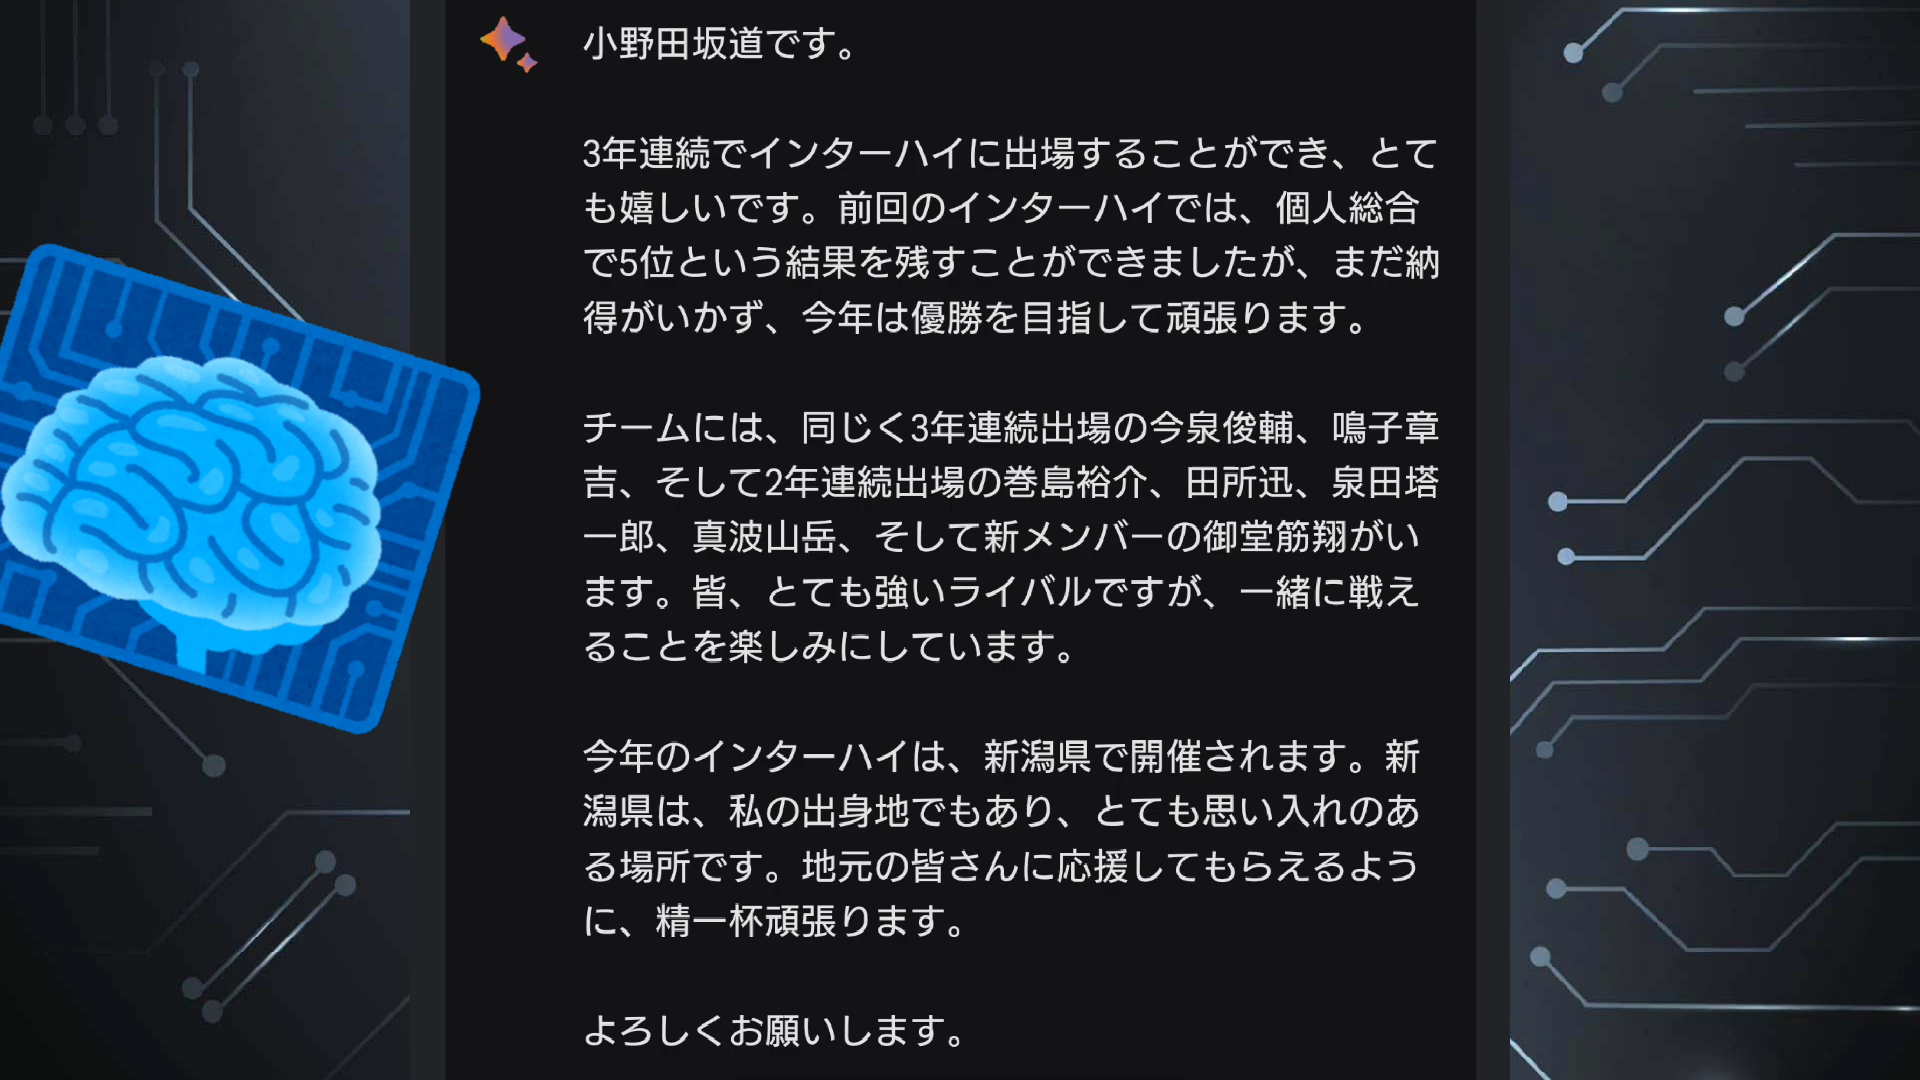 小野田坂道です。
3年連続でインターハイに出場することができ、とて
も嬉しいです。前回のインターハイでは、個人総合
で5位という結果を残すことができましたが、まだ納
得がいかず、今年は優勝を目指して頑張ります。
チームには、同じく3年連続出場の今泉俊輔、鳴子章
吉、そして2年連続出場の巻島裕介、田所迅、泉田塔
一郎、真波山岳、そして新メンバーの御堂筋翔がい
ます。皆、とても強いライバルですが、一緒に戦え
ることを楽しみにしています。
今年のインターハイは、新潟県で開催されます。新
潟県は、私の出身地でもあり、とても思い入れのあ
る場所です。地元の皆さんに応援してもらえるよう
に、精一杯頑張ります。
よろしくお願いします。